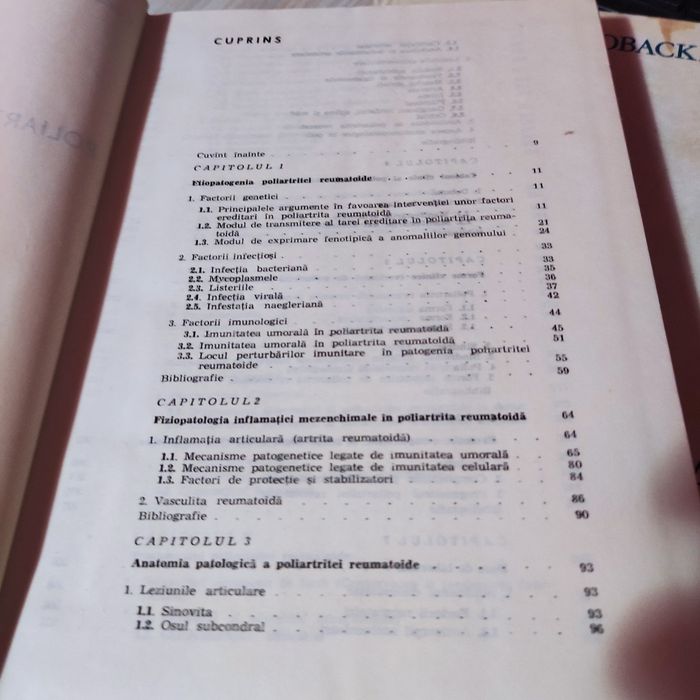 CUPRINS
OBACK
POLIART
Cuvînt înainte 9
CAPITOLUL 1
Etiopatogenia poliartritei reumatoide 11
1. Factorii genetici 11
1.1. Principalele argumente în favoarea intervenției unor factori
ereditari în poliartrita reumatoidă 11
1.2. Modul de transmitere al tarei ereditare în poliartrita reuma-
toidă 21
1.3. Modul de exprimare fenotipică a anomaliilor genomului 24
2. Factorii infecțioși 33
2.1. Infecția bacteriană 33
2.2. Mycoplasmele 35
2.3. Listeriile 36
2.4. Infecția virală 37
2.5. Infestația naegleriană 42
3. Factorii imunologici 44
3.1. Imunitatea umorală în poliartrita reumatoidă 45
3.2. Imunitatea umorală în poliartrita reumatoidă 51
3.3. Locul perturbărilor imunitare în patogenia poliartritei
reumatoide 55
Bibliografie 59
CAPITOLUL 2
Fiziopatologia inflamației mezenchimale în poliartrita reumatoidă 64
1. Inflamația articulară (artrita reumatoidă) 64
1.1. Mecanisme patogenetice legate de imunitatea umorală 65
1.2. Mecanisme patogenetice legate de imunitatea celulară 80
1.3. Factori de protecție și stabilizatori 84
2. Vasculita reumatoidă 86
Bibliografie 90
CAPITOLUL 3
Anatomia patologică a poliartritei reumatoide 93
1. Leziunile articulare 93
1.1. Sinovita 93
1.2. Osul subcondral 96